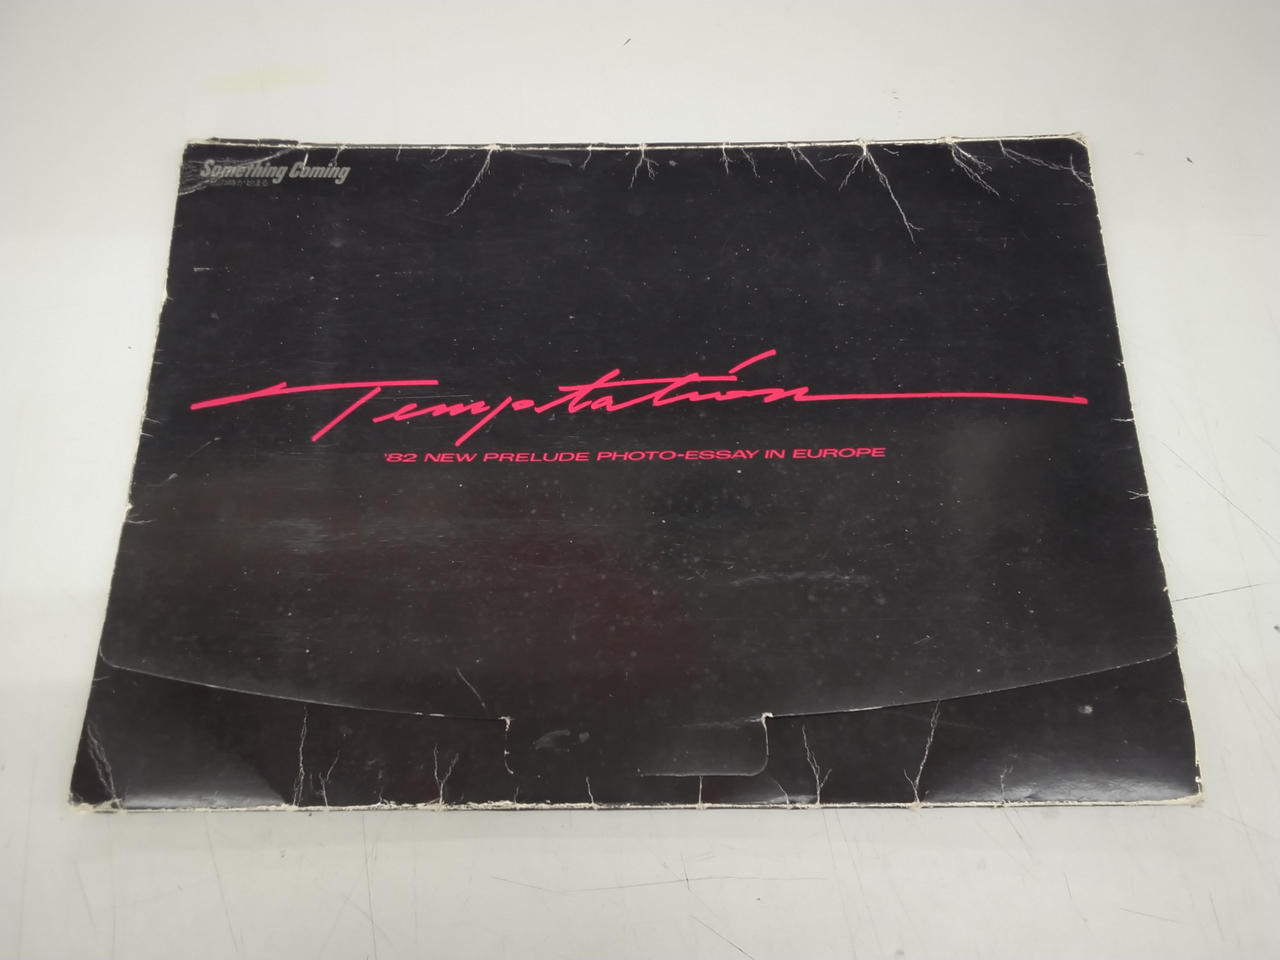 Something Coming
Temptation
'82 NEW PRELUDE PHOTO-ESSAY IN EUROPE